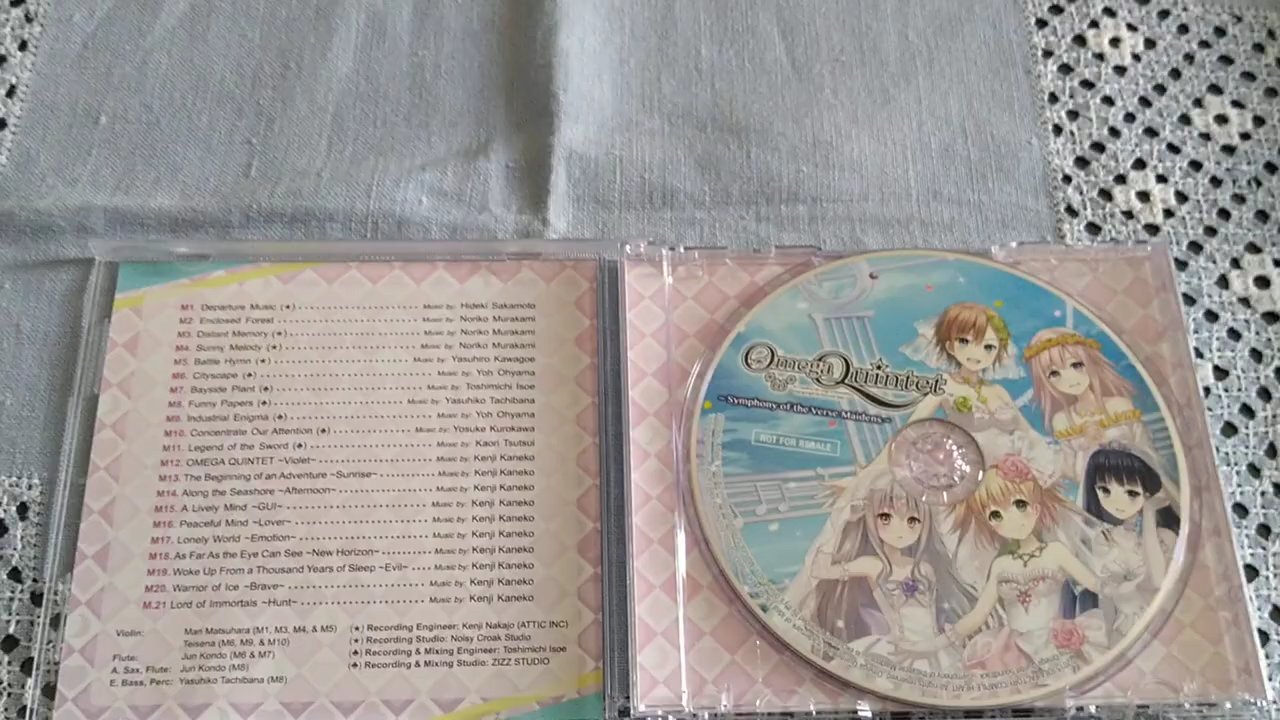 M1. Departure Music (★) Music by: Hideki Sakamoto
M2. Enclosed Forest Music by: Noriko Murakami
M3. Distant Memory (★) Music by: Noriko Murakami
M4. Sunny Melody (★) Music by: Noriko Murakami
M5. Battle Hymn (★) Music by: Yasuhiro Kawagoe
M6. Cityscape (♣) Music by: Yoh Ohyama
M7. Bayside Plant (♣) Music by: Toshimichi Isoe
M8. Funny Papers (♣) Music by: Yasuhiko Tachibana
M9. Industrial Enigma (♣) Music by: Yoh Ohyama
M10. Concentrate Our Attention (♣) Music by: Yosuke Kurokawa
M11. Legend of the Sword (♣) Music by: Kaori Tsutsui
M12. OMEGA QUINTET ~Violet~ Music by: Kenji Kaneko
M13. The Beginning of an Adventure ~Sunrise~ Music by: Kenji Kaneko
M14. Along the Seashore ~Afternoon~ Music by: Kenji Kaneko
M15. A Lively Mind ~GUI~ Music by: Kenji Kaneko
M16. Peaceful Mind ~Lover~ Music by: Kenji Kaneko
M17. Lonely World ~Emotion~ Music by: Kenji Kaneko
M18. As Far As the Eye Can See ~New Horizon~ Music by: Kenji Kaneko
M19. Woke Up From a Thousand Years of Sleep ~Evil~ Music by: Kenji Kaneko
M20. Warrior of Ice ~Brave~ Music by: Kenji Kaneko
M.21 Lord of Immortals ~Hunt~ Music by: Kenji Kaneko
Violin: Mari Matsuhara (M1, M3, M4, & M5)
Teisena (M6, M9, & M10)
Flute: Jun Kondo (M6 & M7)
A. Sax, Flute: Jun Kondo (M8)
E. Bass, Perc: Yasuhiko Tachibana (M8)
(★) Recording Engineer: Kenji Nakajo (ATTIC INC)
(★) Recording Studio: Noisy Croak Studio
(♣) Recording & Mixing Engineer: Toshimichi Isoe
(♣) Recording & Mixing Studio: ZIZZ STUDIO
Omega Quintet
~Symphony of the Verse Maidens~
NOT FOR RESALE